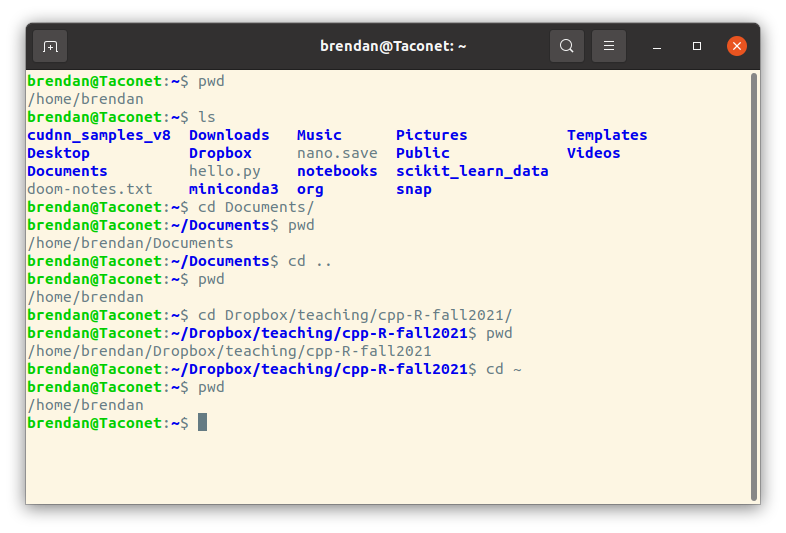 brendan@Taconet: ~
brendan@Taconet:~$ pwd
/home/brendan
brendan@Taconet:~$ ls
cudnn_samples_v8  Downloads   Music      Pictures           Templates
Desktop           Dropbox     nano.save  Public             Videos
Documents         hello.py    notebooks  scikit_learn_data
doom-notes.txt    miniconda3  org        snap
brendan@Taconet:~$ cd Documents/
brendan@Taconet:~/Documents$ pwd
/home/brendan/Documents
brendan@Taconet:~/Documents$ cd ..
brendan@Taconet:~$ pwd
/home/brendan
brendan@Taconet:~$ cd Dropbox/teaching/cpp-R-fall2021/
brendan@Taconet:~/Dropbox/teaching/cpp-R-fall2021$ pwd
/home/brendan/Dropbox/teaching/cpp-R-fall2021
brendan@Taconet:~/Dropbox/teaching/cpp-R-fall2021$ cd ~
brendan@Taconet:~$ pwd
/home/brendan
brendan@Taconet:~$